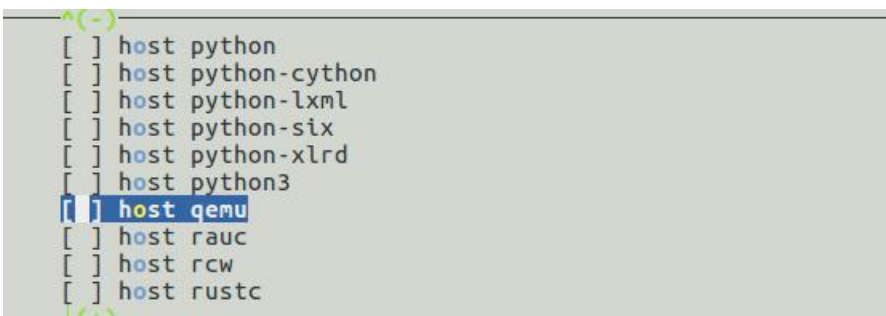 ^(-)
[ ] host python
[ ] host python-cython
[ ] host python-lxml
[ ] host python-six
[ ] host python-xlrd
[ ] host python3
[ ] host qemu
[ ] host rauc
[ ] host rcw
[ ] host rustc